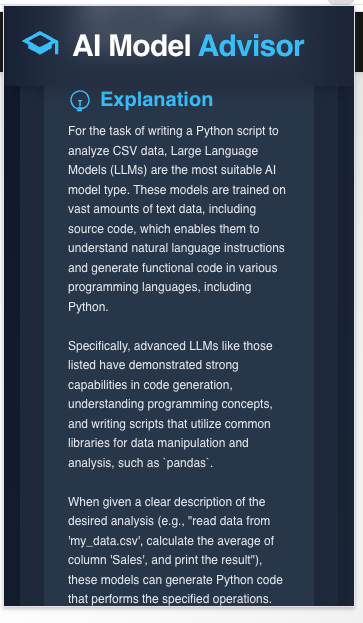 AI Model Advisor
Explanation
For the task of writing a Python script to
analyze CSV data, Large Language
Models (LLMs) are the most suitable AI
model type. These models are trained on
vast amounts of text data, including
source code, which enables them to
understand natural language instructions
and generate functional code in various
programming languages, including
Python.
Specifically, advanced LLMs like those
listed have demonstrated strong
capabilities in code generation,
understanding programming concepts,
and writing scripts that utilize common
libraries for data manipulation and
analysis, such as `pandas`.
When given a clear description of the
desired analysis (e.g., "read data from
'my_data.csv', calculate the average of
column 'Sales', and print the result"),
these models can generate Python code
that performs the specified operations.